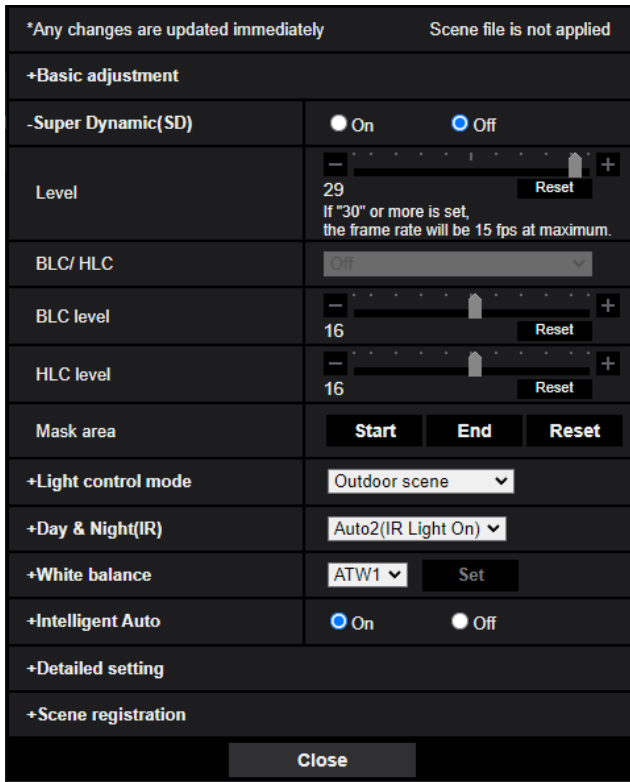 *Any changes are updated immediately Scene file is not applied
+Basic adjustment
-Super Dynamic(SD) On Off
Level
29 Reset
If "30" or more is set,
the frame rate will be 15 fps at maximum.
BLC/ HLC Off
BLC level
16 Reset
HLC level
16 Reset
Mask area Start End Reset
+Light control mode Outdoor scene
+Day & Night(IR) Auto2(IR Light On)
+White balance ATW1 Set
+Intelligent Auto On Off
+Detailed setting
+Scene registration
Close